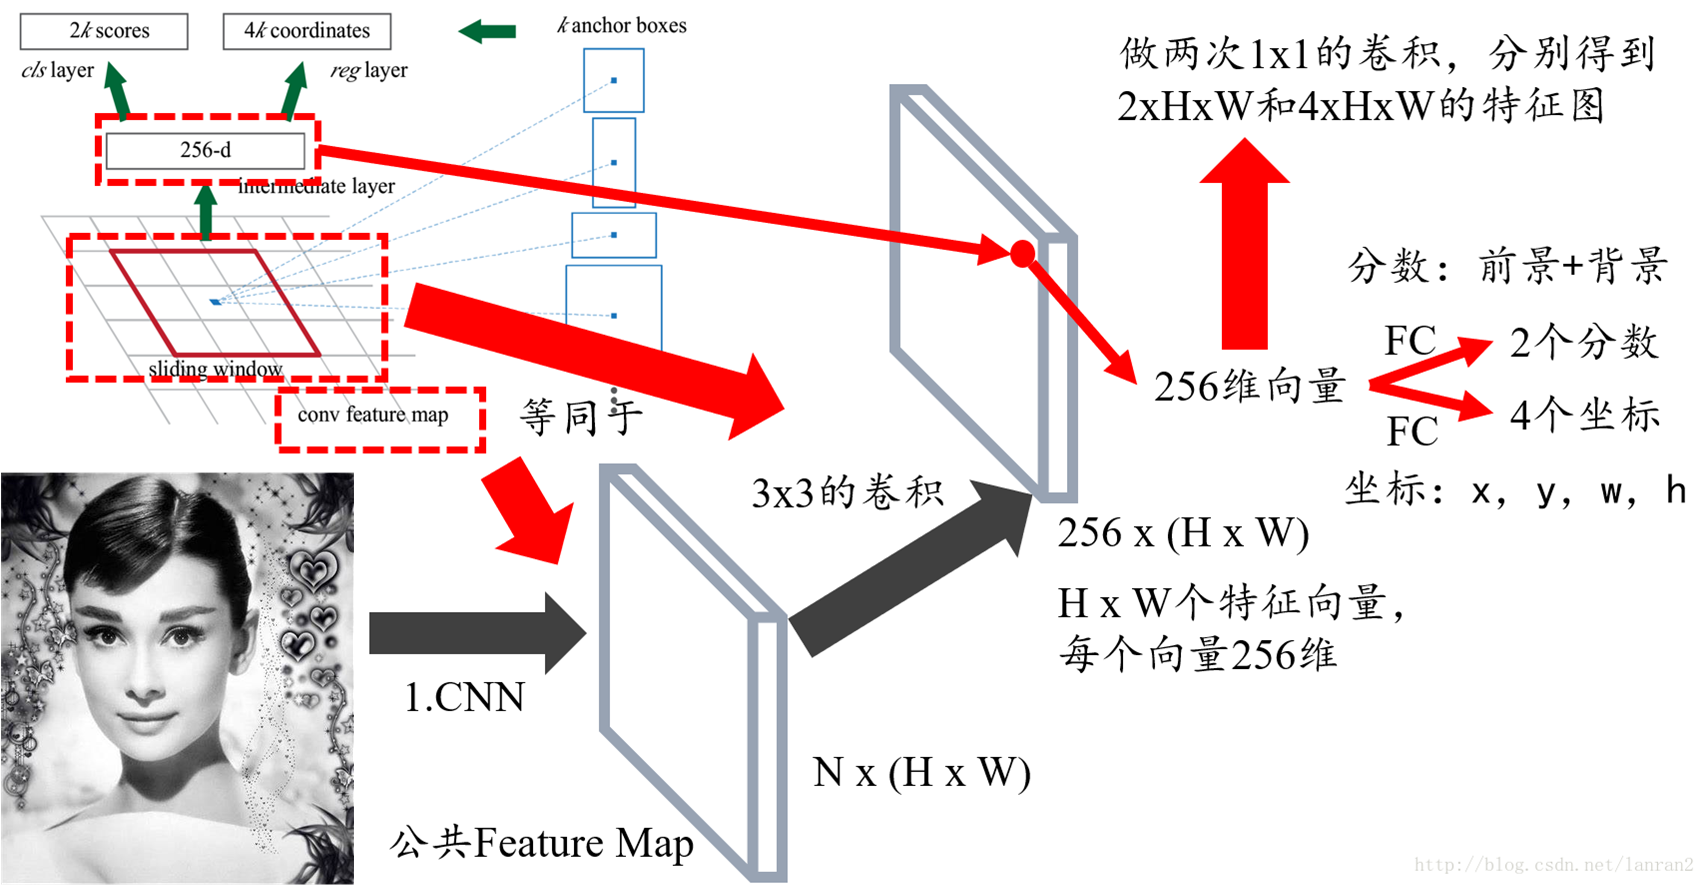 2k scores
4k coordinates
k anchor boxes
cls layer
reg layer
256-d
intermediate layer
sliding window
conv feature map
等同于
做两次1x1的卷积，分别得到
2xHxW和4xHxW的特征图
分数：前景+背景
FC
2个分数
256维向量
4个坐标
FC
坐标：x，y，w，h
3x3的卷积
256 x (H x W)
H x W个特征向量，
每个向量256维
1.CNN
N x (H x W)
公共Feature Map
http://blog.csdn.net/lanran2